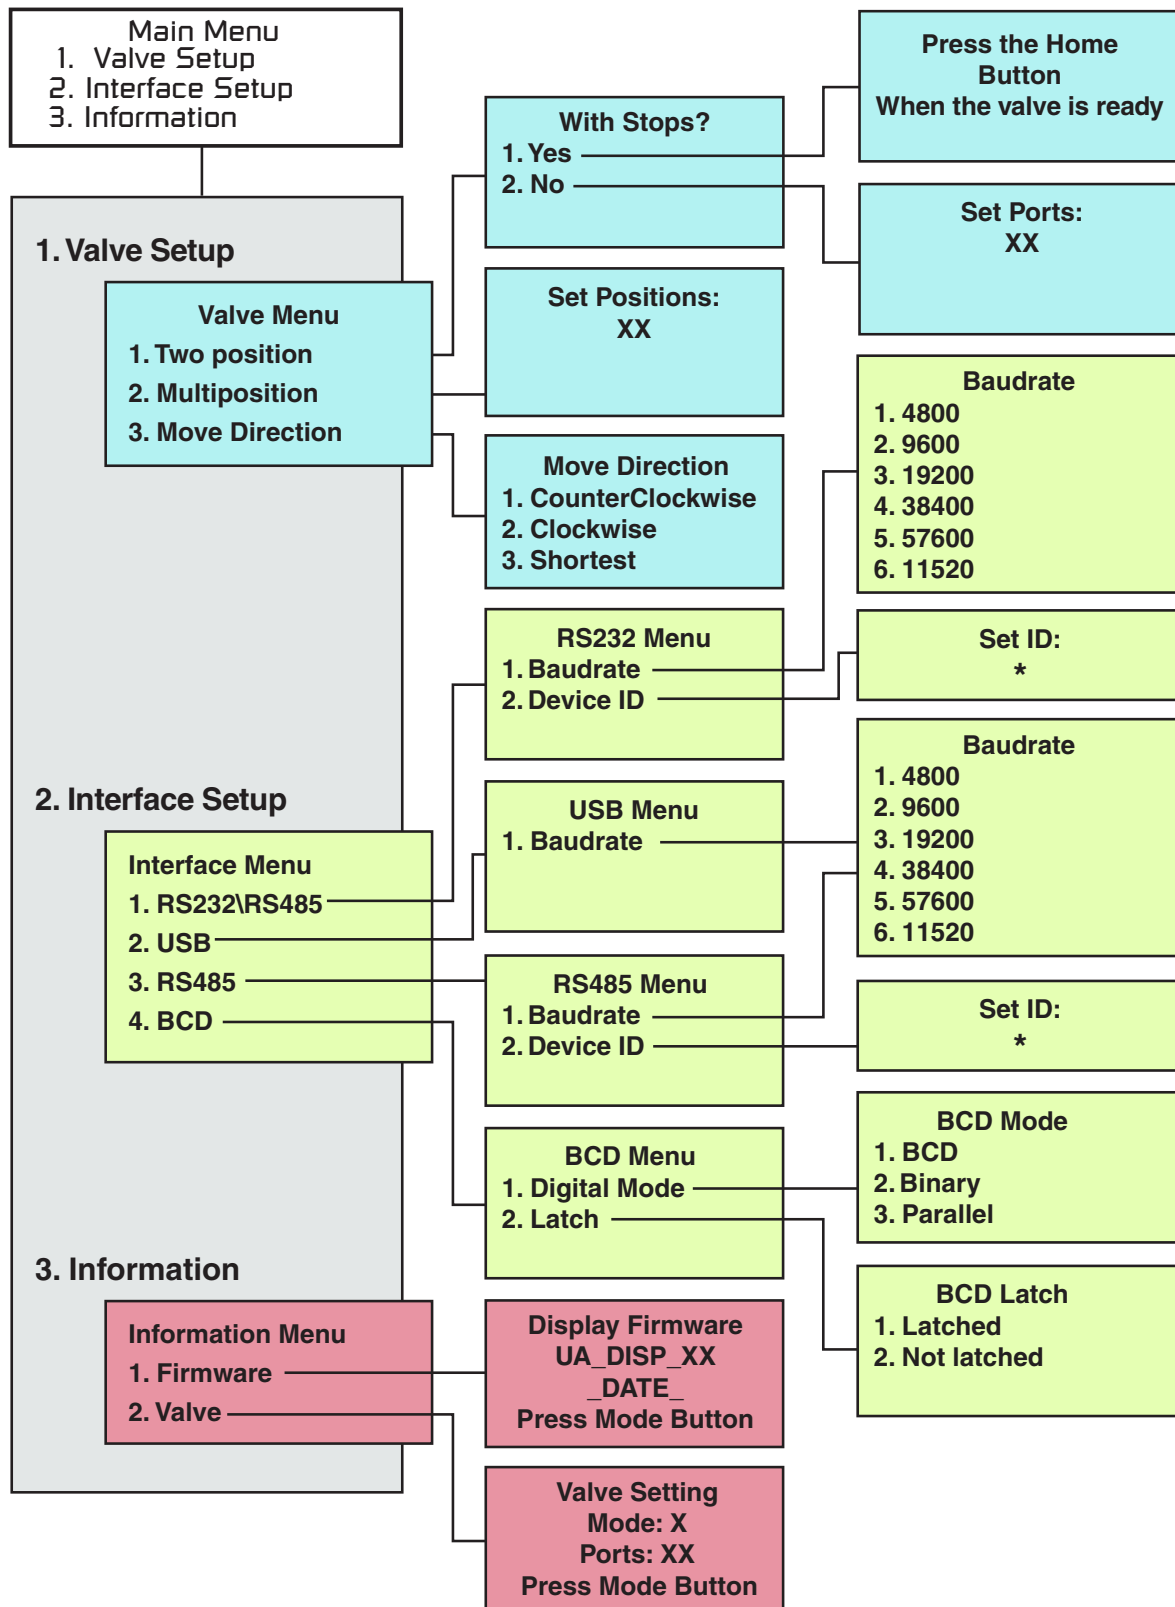 Main Menu
1. Valve Setup
2. Interface Setup
3. Information
1. Valve Setup
Valve Menu
1. Two position
2. Multiposition
3. Move Direction
With Stops?
1. Yes
2. No
Press the Home
Button
When the valve is ready
Set Ports:
XX
Set Positions:
XX
Move Direction
1. CounterClockwise
2. Clockwise
3. Shortest
2. Interface Setup
Interface Menu
1. RS232\RS485
2. USB
3. RS485
4. BCD
RS232 Menu
1. Baudrate
2. Device ID
Baudrate
1. 4800
2. 9600
3. 19200
4. 38400
5. 57600
6. 11520
Set ID:
*
USB Menu
1. Baudrate
Baudrate
1. 4800
2. 9600
3. 19200
4. 38400
5. 57600
6. 11520
RS485 Menu
1. Baudrate
2. Device ID
Set ID:
*
BCD Menu
1. Digital Mode
2. Latch
BCD Mode
1. BCD
2. Binary
3. Parallel
BCD Latch
1. Latched
2. Not latched
3. Information
Information Menu
1. Firmware
2. Valve
Display Firmware
UA_DISP_XX
_DATE_
Press Mode Button
Valve Setting
Mode: X
Ports: XX
Press Mode Button